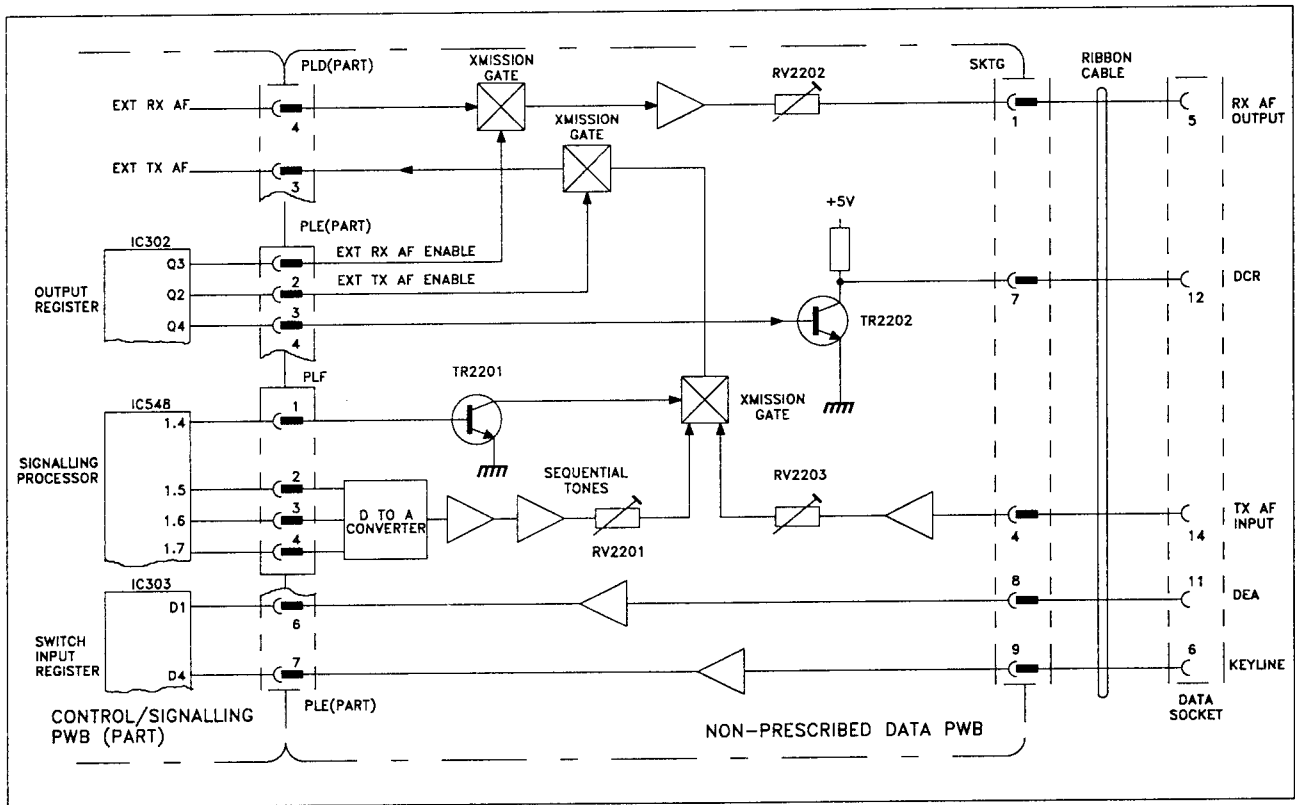 PLD(PART)
XMISSION
GATE
RV2202
SKTG
RIBBON
CABLE
EXT RX AF
4
1
5
RX AF
OUTPUT
XMISSION
GATE
EXT TX AF
3
PLE(PART)
+5V
IC302
OUTPUT
REGISTER
Q3
Q2
Q4
2
3
4
EXT RX AF ENABLE
EXT TX AF ENABLE
7
12
DCR
TR2202
PLF
TR2201
XMISSION
GATE
IC548
SIGNALLING
PROCESSOR
1.4
1.5
1.6
1.7
1
2
3
4
D TO A
CONVERTER
SEQUENTIAL
TONES
RV2201
RV2203
4
14
TX AF
INPUT
IC303
SWITCH
INPUT
REGISTER
D1
D4
6
7
8
11
DEA
9
6
KEYLINE
PLE(PART)
DATA
SOCKET
CONTROL/SIGNALLING
PWB (PART)
NON-PRESCRIBED DATA PWB